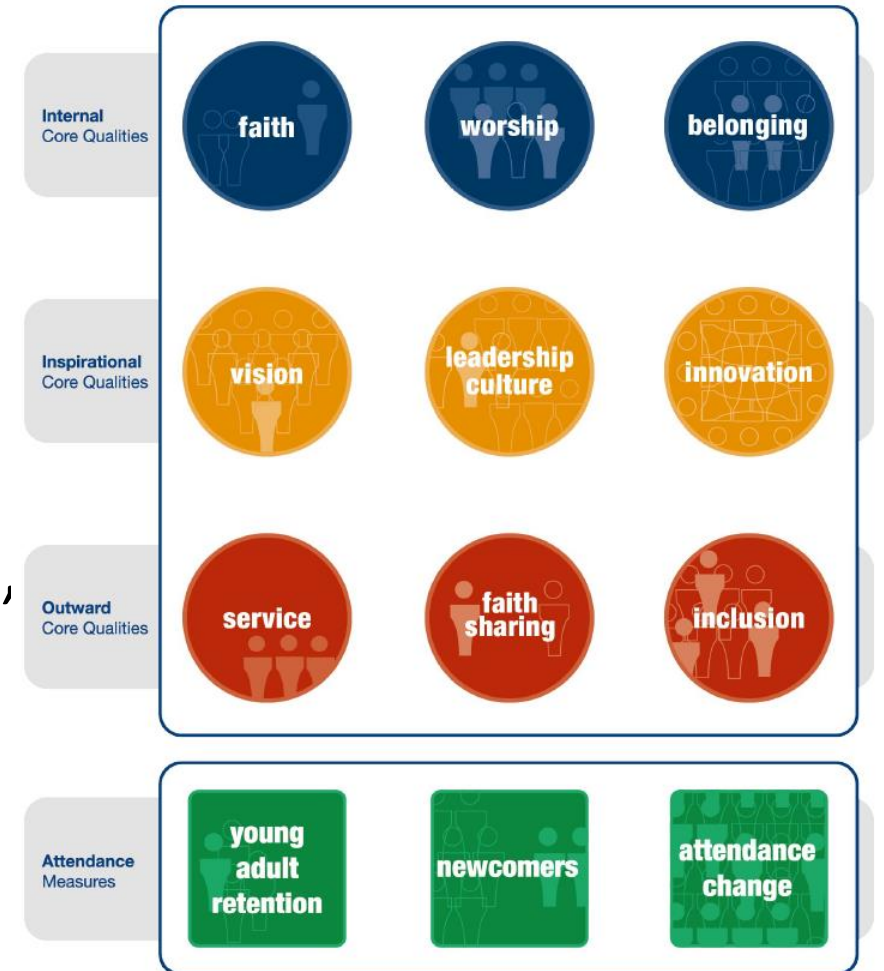 Internal
Core Qualities
faith
worship
belonging
Inspirational
Core Qualities
vision
leadership
culture
innovation
Outward
Core Qualities
service
faith
sharing
inclusion
Attendance
Measures
young
adult
retention
newcomers
attendance
change